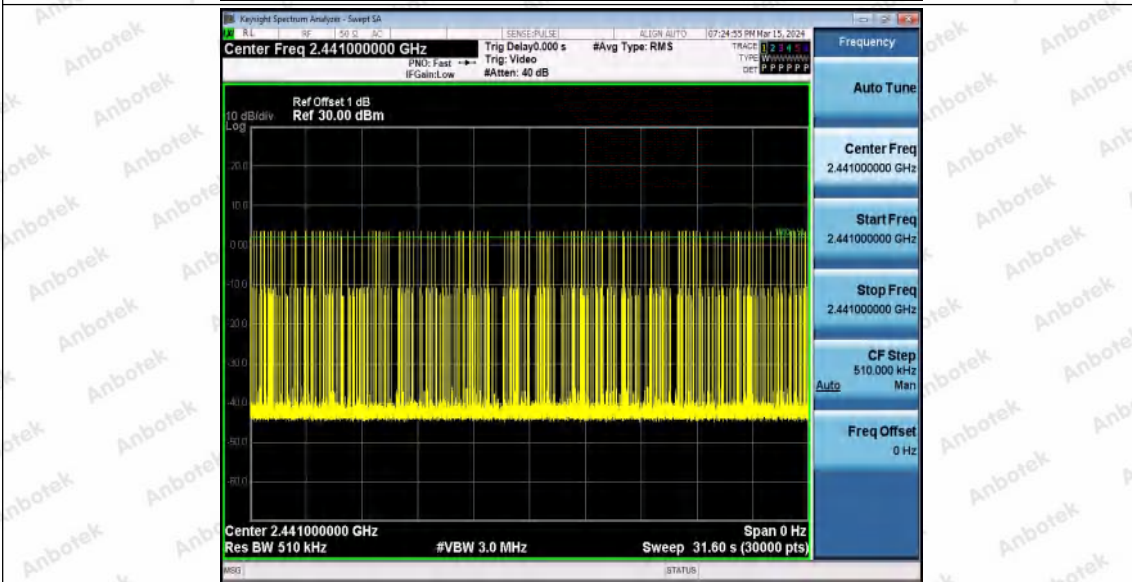 Keysight Spectrum Analyzer - Swept SA
RL RF 50 Ω AC SENSE:PULSE ALIGN AUTO 07:24:55 PM Mar 15, 2024
Center Freq 2.441000000 GHz
PNO: Fast
IFGain:Low
Trig Delay0.000 s
Trig: Video
#Atten: 40 dB
#Avg Type: RMS
TRACE 1 2 3 4 5 6
TYPE WWWWWW
DET P P P P P P
Frequency
Auto Tune
Center Freq
2.441000000 GHz
Start Freq
2.441000000 GHz
Stop Freq
2.441000000 GHz
CF Step
510.000 kHz
Auto Man
Freq Offset
0 Hz
10 dB/div
Log
Ref Offset 1 dB
Ref 30.00 dBm
20.0
10.0
0.00
-10.0
-20.0
-30.0
-40.0
-50.0
-60.0
Center 2.441000000 GHz Span 0 Hz
Res BW 510 kHz #VBW 3.0 MHz Sweep 31.60 s (30000 pts)
MSG STATUS
Anbotek